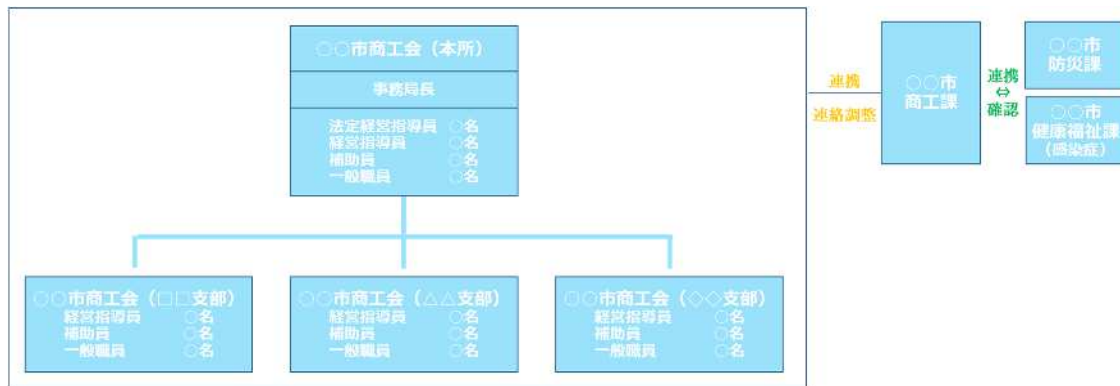 ○○市商工会（本所）
事務局長
法定経営指導員 ○名
経営指導員 ○名
補助員 ○名
一般職員 ○名
○○市商工会（□□支部）
経営指導員 ○名
補助員 ○名
一般職員 ○名
○○市商工会（△△支部）
経営指導員 ○名
補助員 ○名
一般職員 ○名
○○市商工会（◇◇支部）
経営指導員 ○名
補助員 ○名
一般職員 ○名
連携
連絡調整
○○市
商工課
連携
⇔
確認
○○市
防災課
○○市
健康福祉課
（感染症）